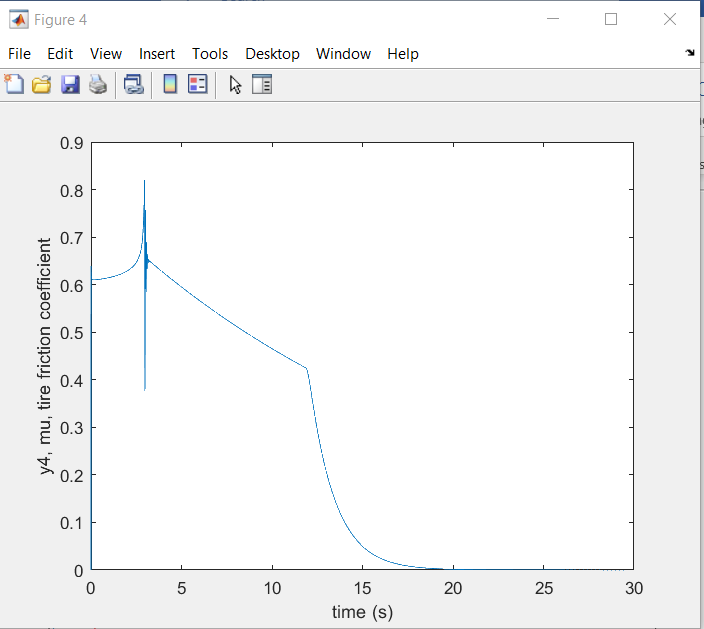 Figure 4
File Edit View Insert Tools Desktop Window Help
0.9
0.8
0.7
0.6
0.5
0.4
0.3
0.2
0.1
0
y4, mu, tire friction coefficient
0 5 10 15 20 25 30
time (s)